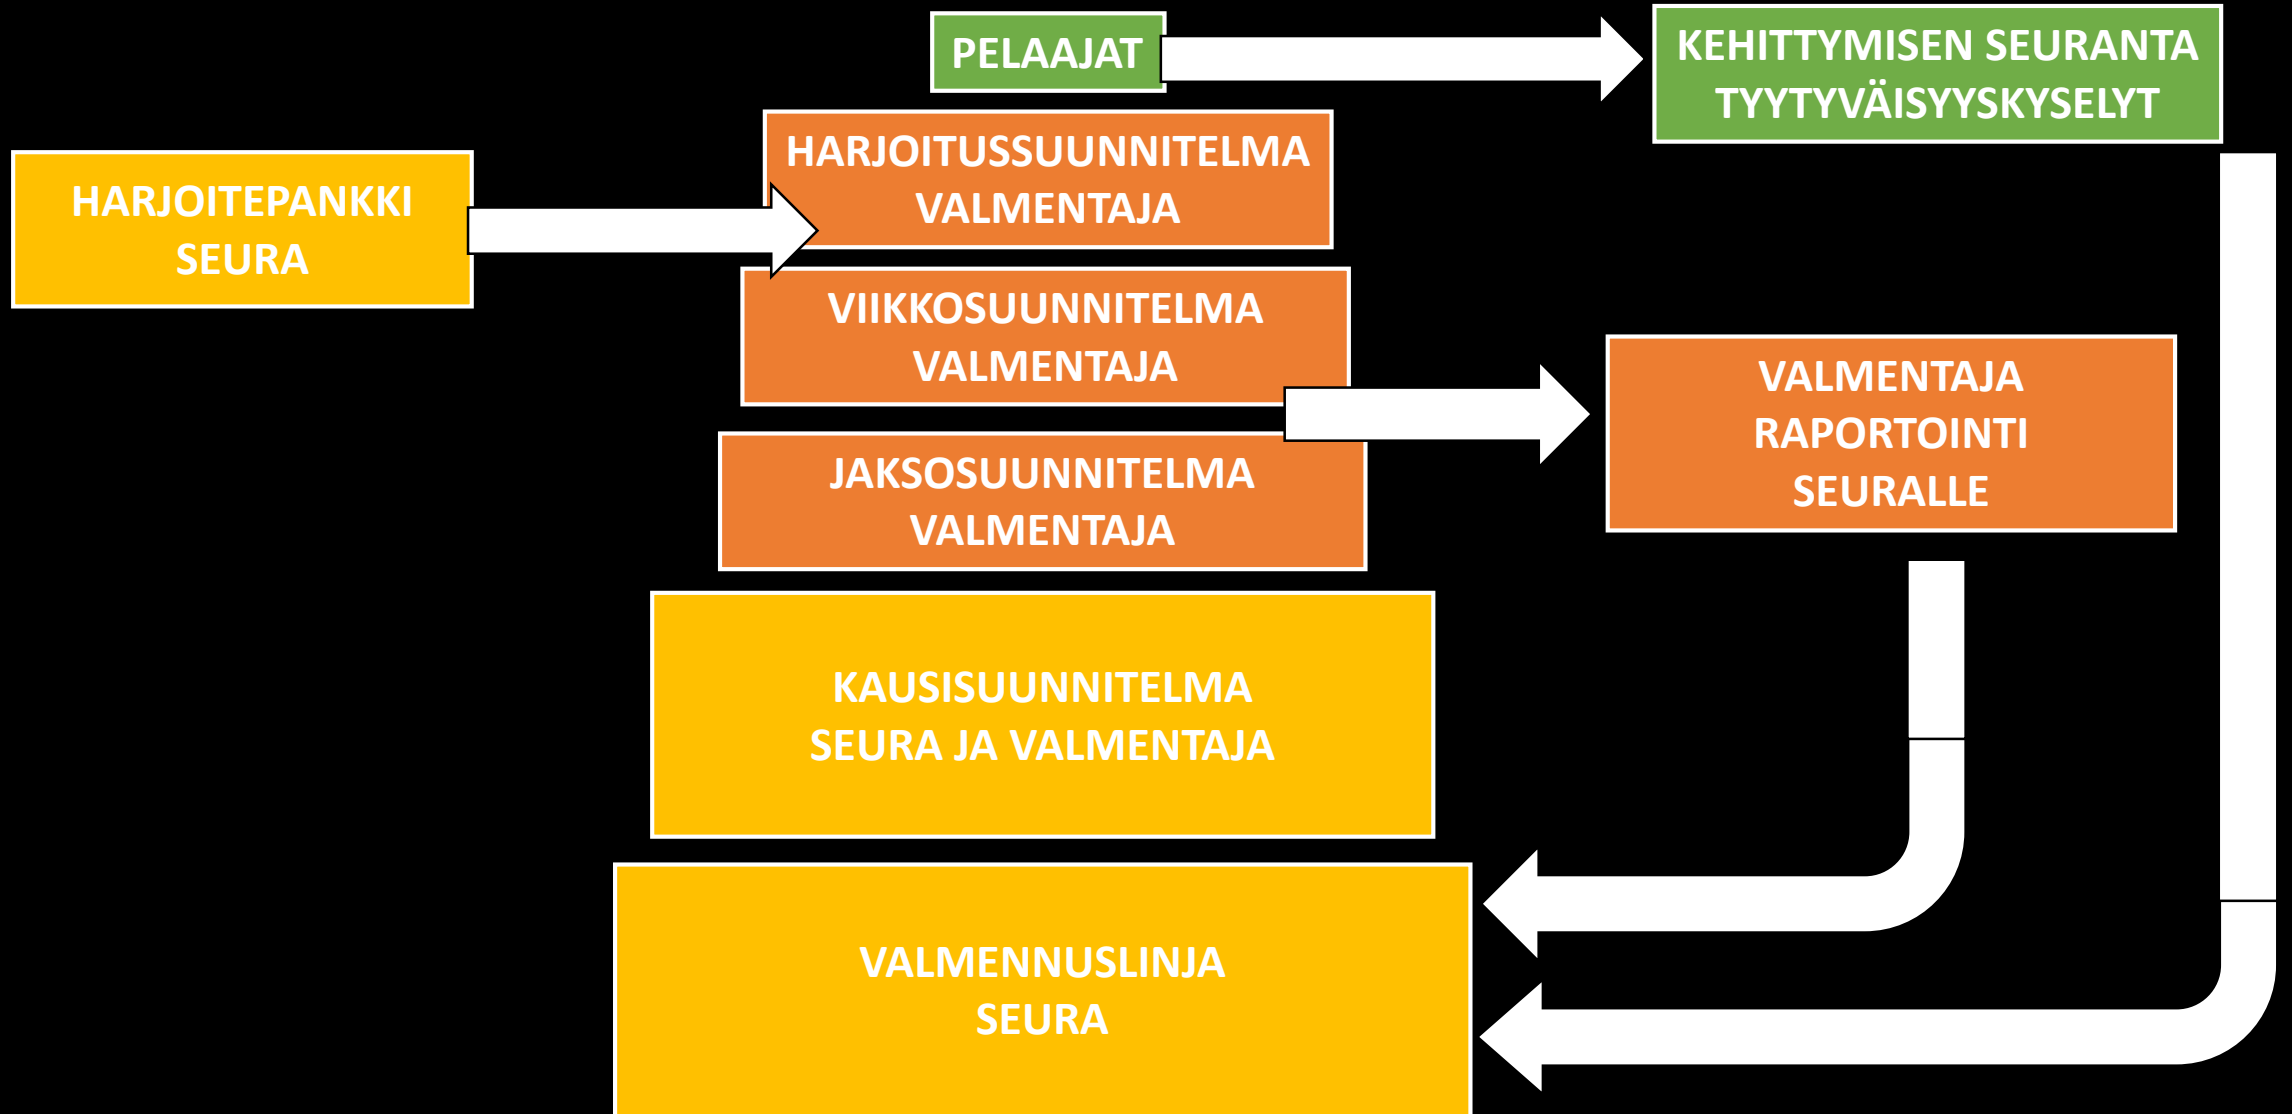 PELAAJAT
KEHITTYMISEN SEURANTA
TYYTYVÄISYYSKYSELYT
HARJOITUSSUUNNITELMA
VALMENTAJA
HARJOITEPANKKI
SEURA
VIIKKOSUUNNITELMA
VALMENTAJA
VALMENTAJA
RAPORTOINTI
SEURALLE
JAKSOSUUNNITELMA
VALMENTAJA
KAUSISUUNNITELMA
SEURA JA VALMENTAJA
VALMENNUSLINJA
SEURA